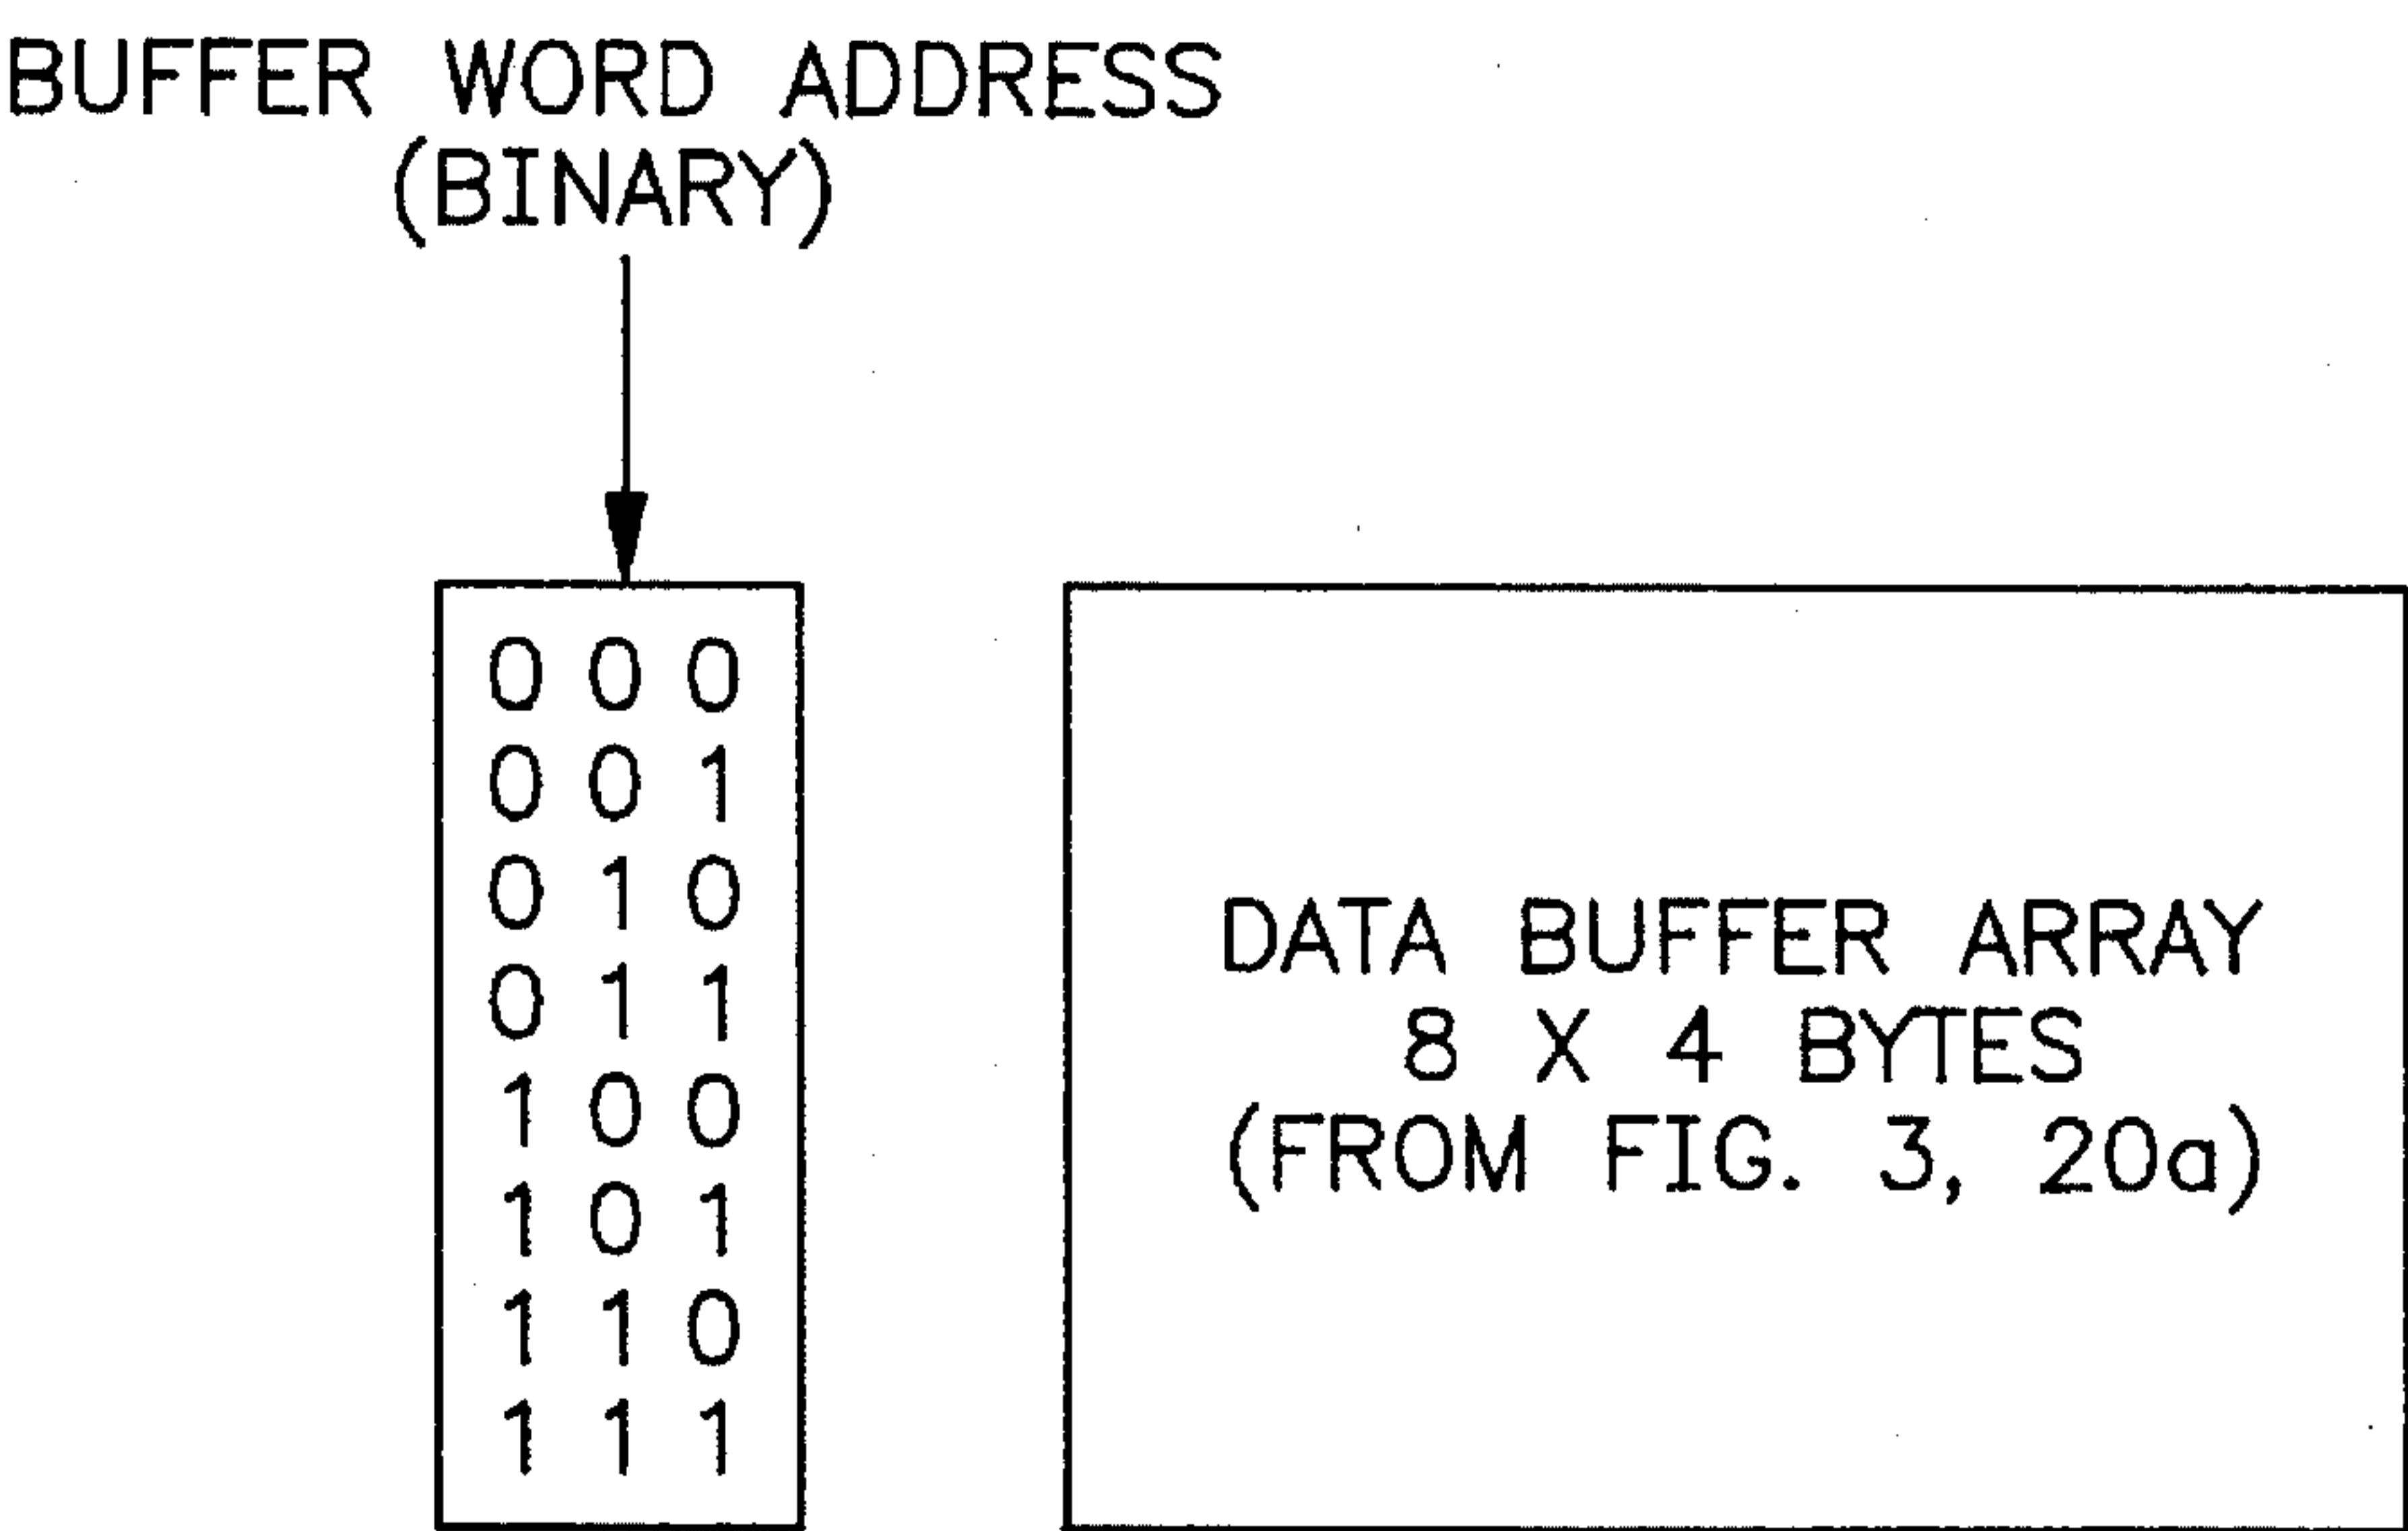 BUFFER WORD ADDRESS
(BINARY)
0 0 0
0 0 1
0 1 0
0 1 1
1 0 0
1 0 1
1 1 0
1 1 1
DATA BUFFER ARRAY
8 X 4 BYTES
(FROM FIG. 3, 20a)